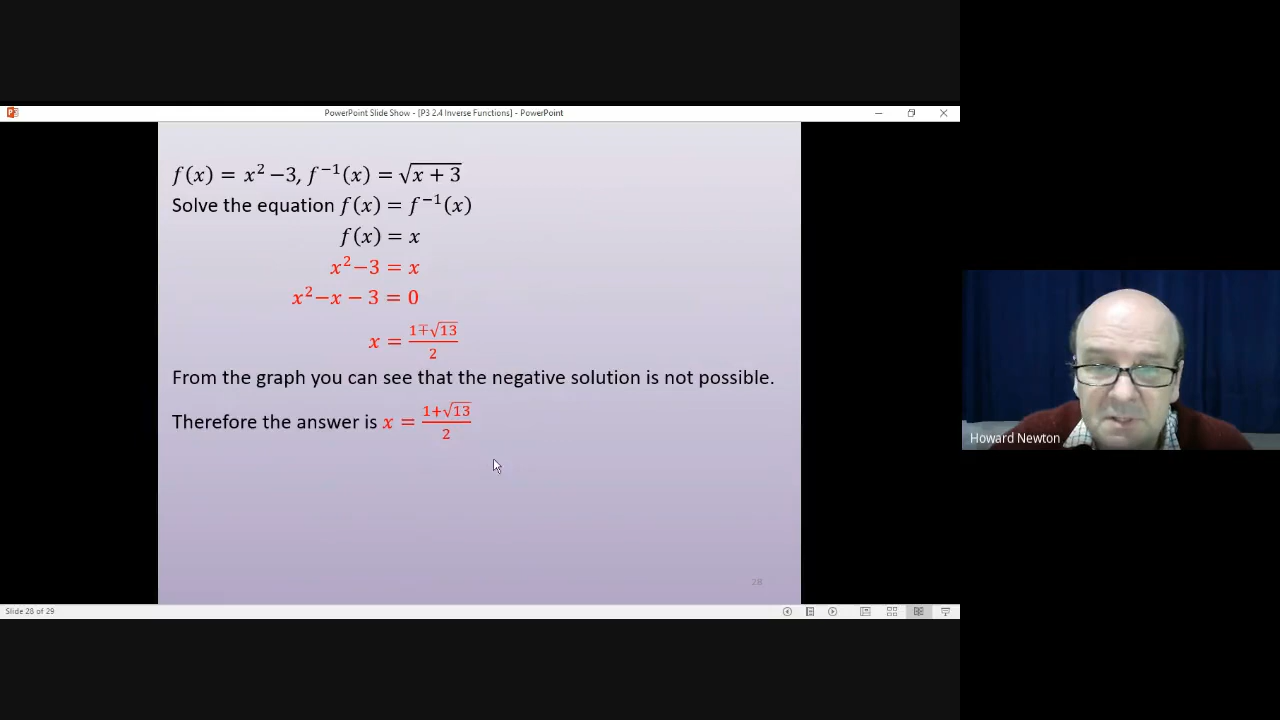 PowerPoint Slide Show - [P3 2.4 Inverse Functions] - PowerPoint
f(x) = x² −3, f⁻¹(x) = √(x + 3)
Solve the equation f(x) = f⁻¹(x)
f(x) = x
x²−3 = x
x²−x − 3 = 0
x = (1∓√13)/2
From the graph you can see that the negative solution is not possible.
Therefore the answer is x = (1+√13)/2
28
Slide 28 of 29
Howard Newton